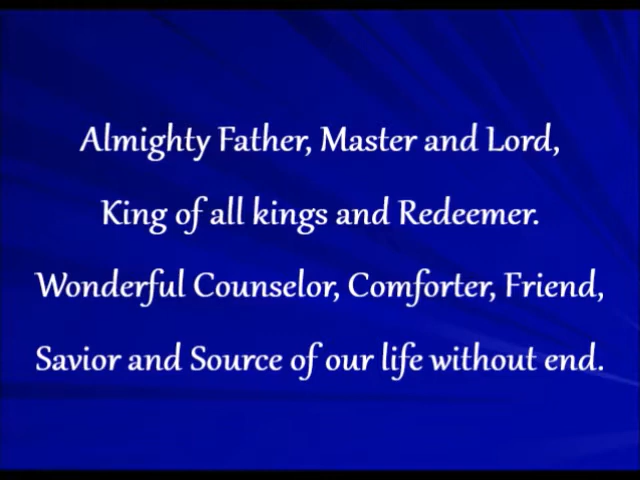 Almighty Father, Master and Lord,
King of all kings and Redeemer.
Wonderful Counselor, Comforter, Friend,
Savior and Source of our life without end.